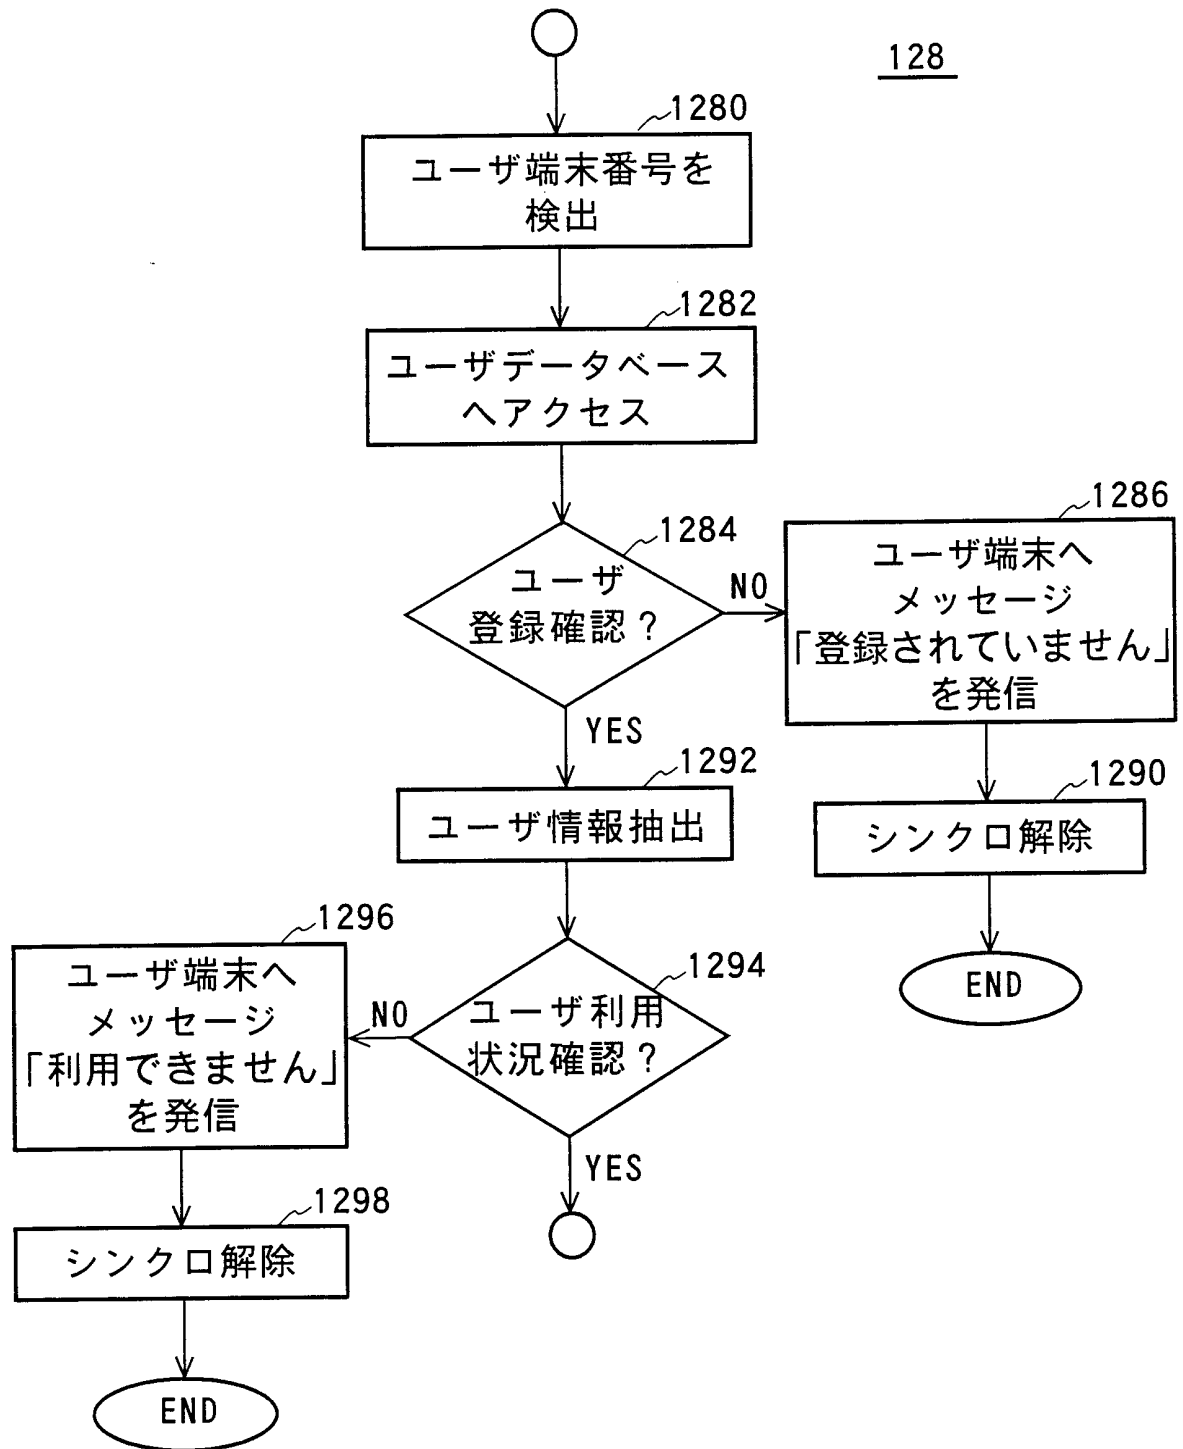 128
1280
ユーザ端末番号を
検出
1282
ユーザデータベース
へアクセス
1284
ユーザ
登録確認？
NO
1286
ユーザ端末へ
メッセージ
「登録されていません」
を発信
1290
シンクロ解除
END
YES
1292
ユーザ情報抽出
1294
ユーザ利用
状況確認？
NO
1296
ユーザ端末へ
メッセージ
「利用できません」
を発信
1298
シンクロ解除
END
YES